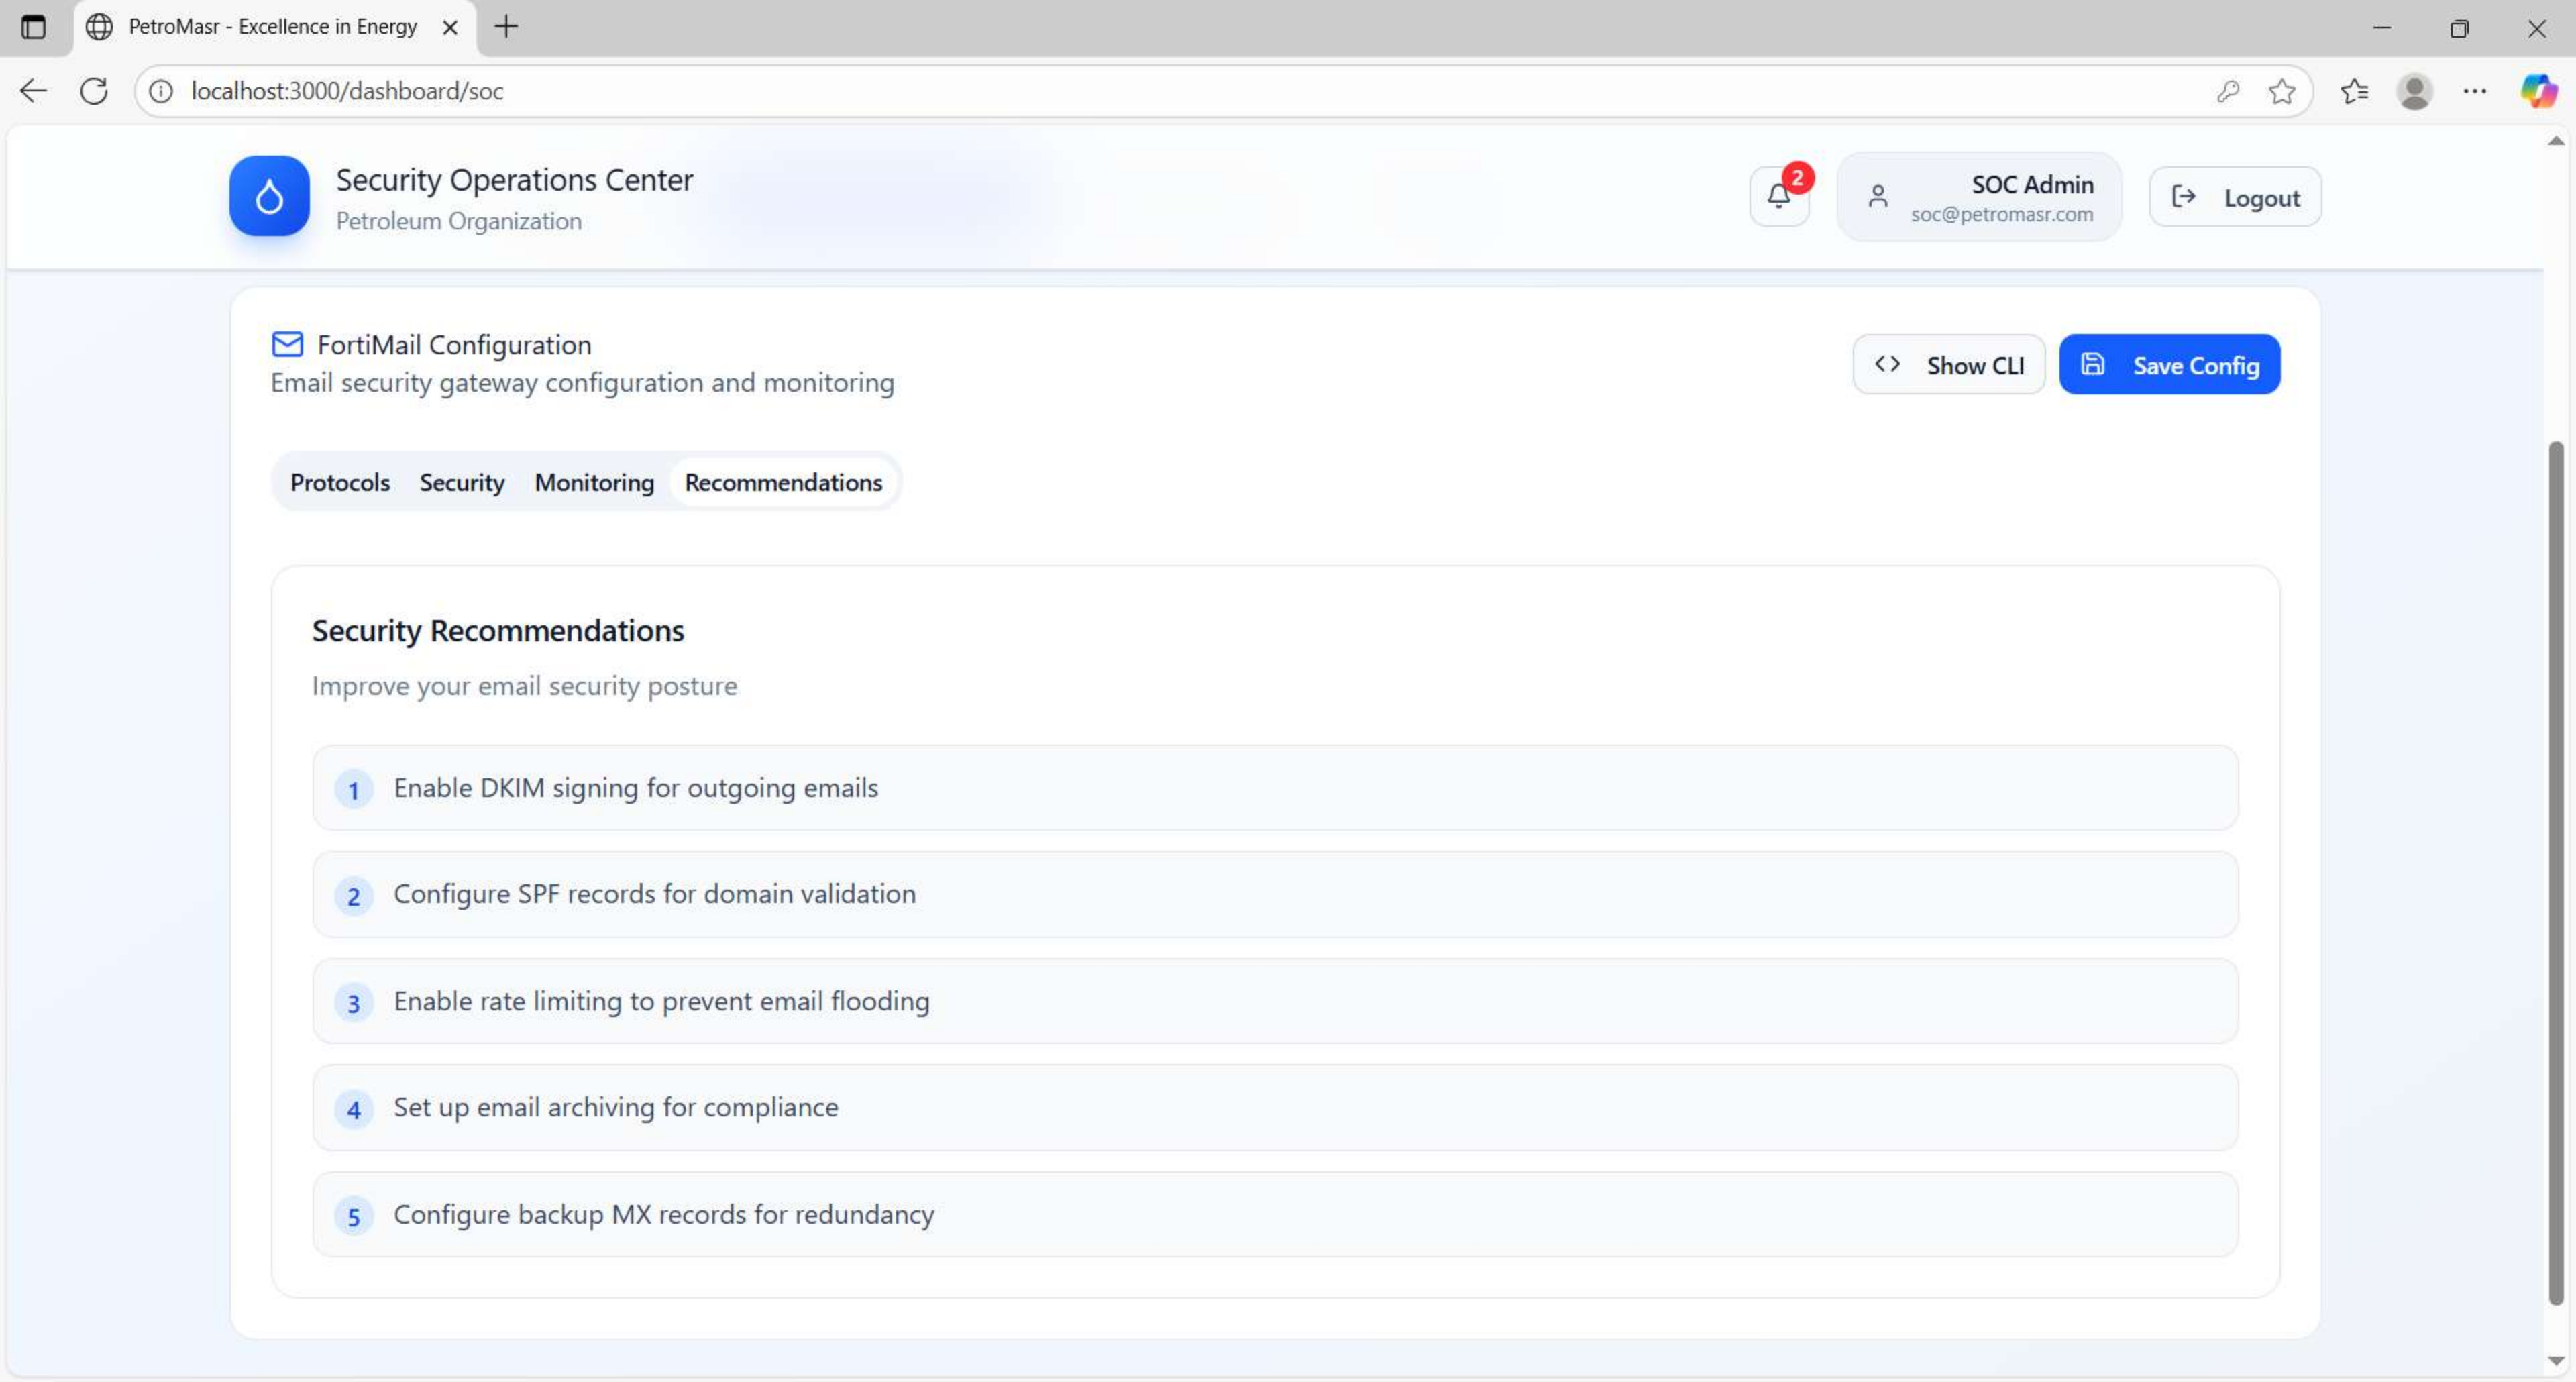 PetroMasr - Excellence in Energy
localhost:3000/dashboard/soc
Security Operations Center
Petroleum Organization
2
SOC Admin
soc@petromasr.com
Logout
FortiMail Configuration
Email security gateway configuration and monitoring
Show CLI
Save Config
Protocols Security Monitoring Recommendations
Security Recommendations
Improve your email security posture
1 Enable DKIM signing for outgoing emails
2 Configure SPF records for domain validation
3 Enable rate limiting to prevent email flooding
4 Set up email archiving for compliance
5 Configure backup MX records for redundancy